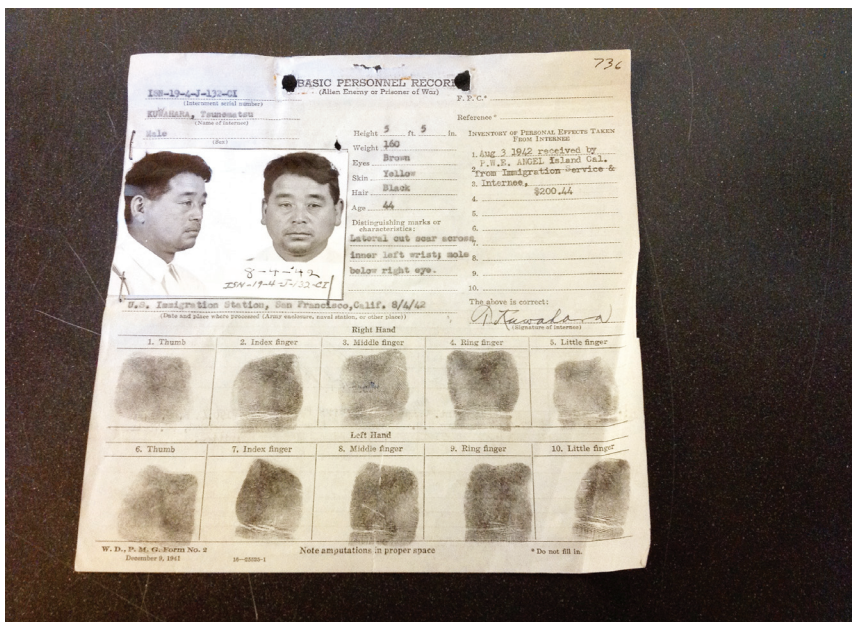 736
BASIC PERSONNEL RECORD
(Alien Enemy or Prisoner of War)
ISN-19-4-J-132-CI
(Internment serial number)
KUWAHARA, Tsunematsu
(Name of internee)
Male
(Sex)
Height 5 ft. 5 in.
Weight 160
Eyes Brown
Skin Yellow
Hair Black
Age 44
Distinguishing marks or
characteristics:
Lateral cut scar across
inner left wrist; mole
below right eye.
F. P. C.*
Reference*
INVENTORY OF PERSONAL EFFECTS TAKEN
FROM INTERNEE
1. Aug 3 1942 received by
2. P.W.E. ANGEL Island Cal.
from Immigration Service &
3. Internee,
$200.44
4.
5.
6.
7.
8.
9.
10.
8-4-42
ISN-19-4-J-132-CI
U.S. Immigration Station, San Francisco, Calif. 8/4/42
(Date and place where processed (Army enclosure, naval station, or other place))
The above is correct:
T Kuwahara
(Signature of internee)
Right Hand
1. Thumb
2. Index finger
3. Middle finger
4. Ring finger
5. Little finger
Left Hand
6. Thumb
7. Index finger
8. Middle finger
9. Ring finger
10. Little finger
W. D., P. M. G. Form No. 2
December 9, 1941
16-23323-1
Note amputations in proper space
* Do not fill in.